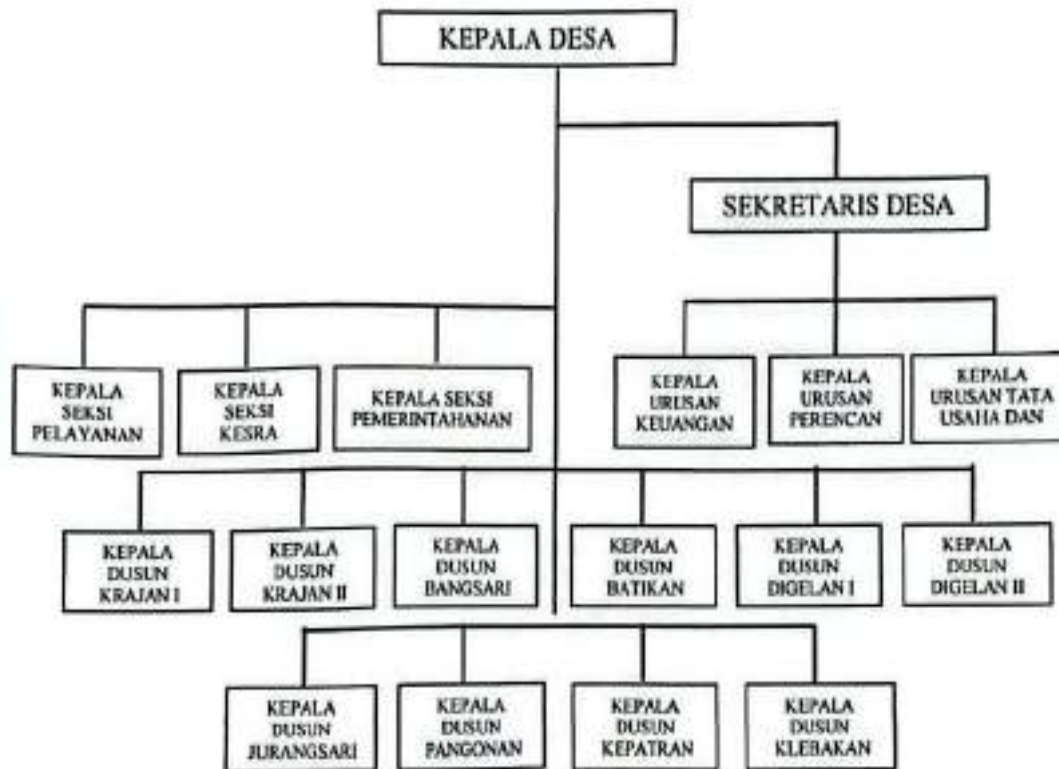 KEPALA DESA
SEKRETARIS DESA
KEPALA
SEKSI
PELAYANAN
KEPALA
SEKSI
KESRA
KEPALA SEKSI
PEMERINTAHANAN
KEPALA
URUSAN
KEUANGAN
KEPALA
URUSAN
PERENCAN
KEPALA
URUSAN TATA
USAHA DAN
KEPALA
DUSUN
KRAJAN I
KEPALA
DUSUN
KRAJAN II
KEPALA
DUSUN
BANGSARI
KEPALA
DUSUN
BATIKAN
KEPALA
DUSUN
DIGELAN I
KEPALA
DUSUN
DIGELAN II
KEPALA
DUSUN
JURANGSARI
KEPALA
DUSUN
PANGONAN
KEPALA
DUSUN
KEPATRAN
KEPALA
DUSUN
KLEBAKAN